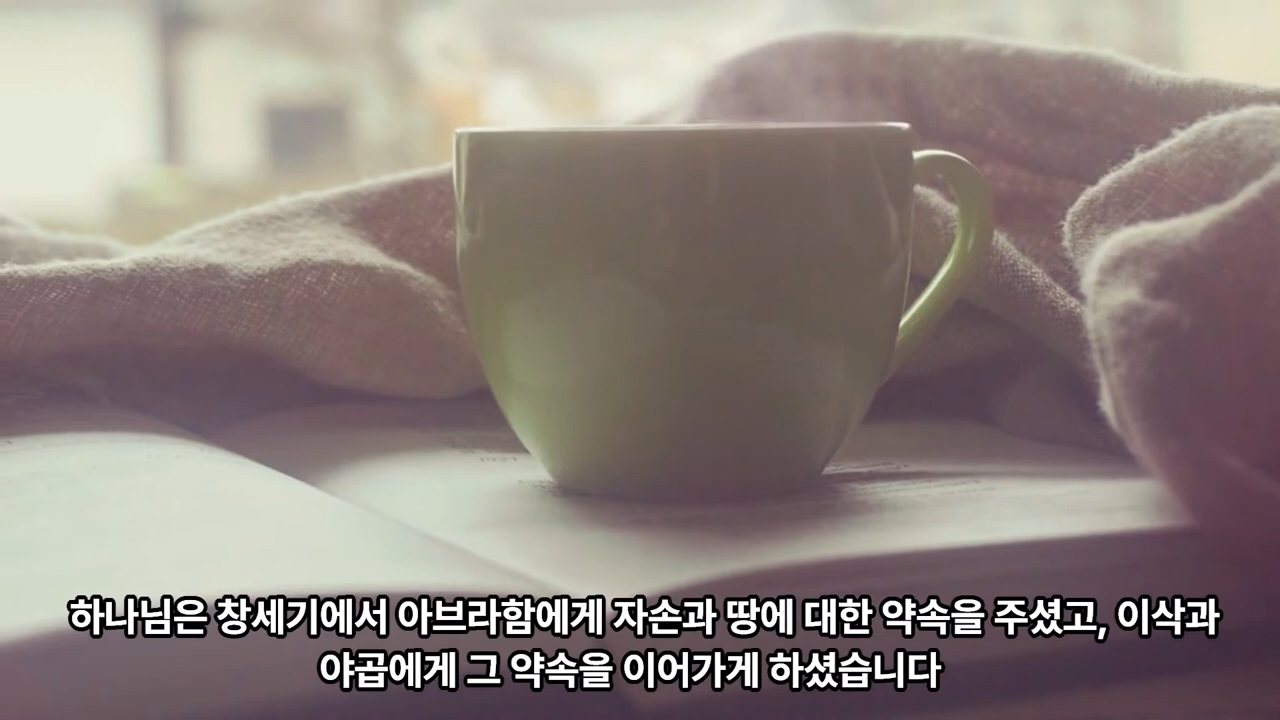 하나님은 창세기에서 아브라함에게 자손과 땅에 대한 약속을 주셨고, 이삭과
야곱에게 그 약속을 이어가게 하셨습니다